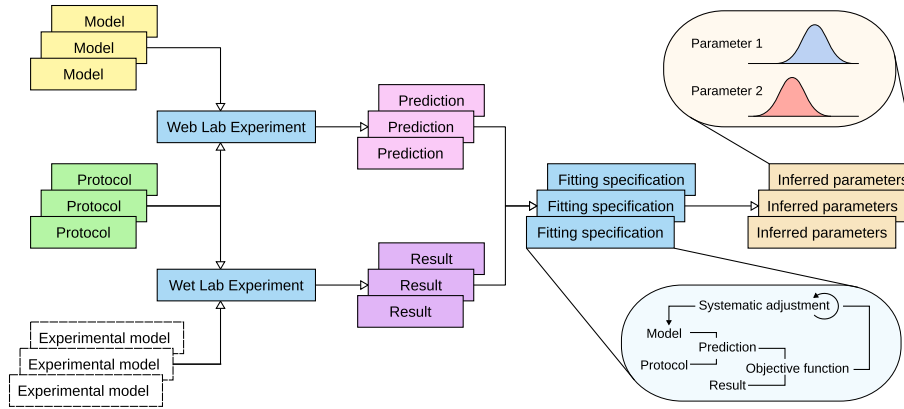 Model
Model
Model
Web Lab Experiment
Prediction
Prediction
Prediction
Protocol
Protocol
Protocol
Wet Lab Experiment
Result
Result
Result
Experimental model
Experimental model
Experimental model
Fitting specification
Fitting specification
Fitting specification
Parameter 1
Parameter 2
Inferred parameters
Inferred parameters
Inferred parameters
Systematic adjustment
Model
Prediction
Protocol
Objective function
Result